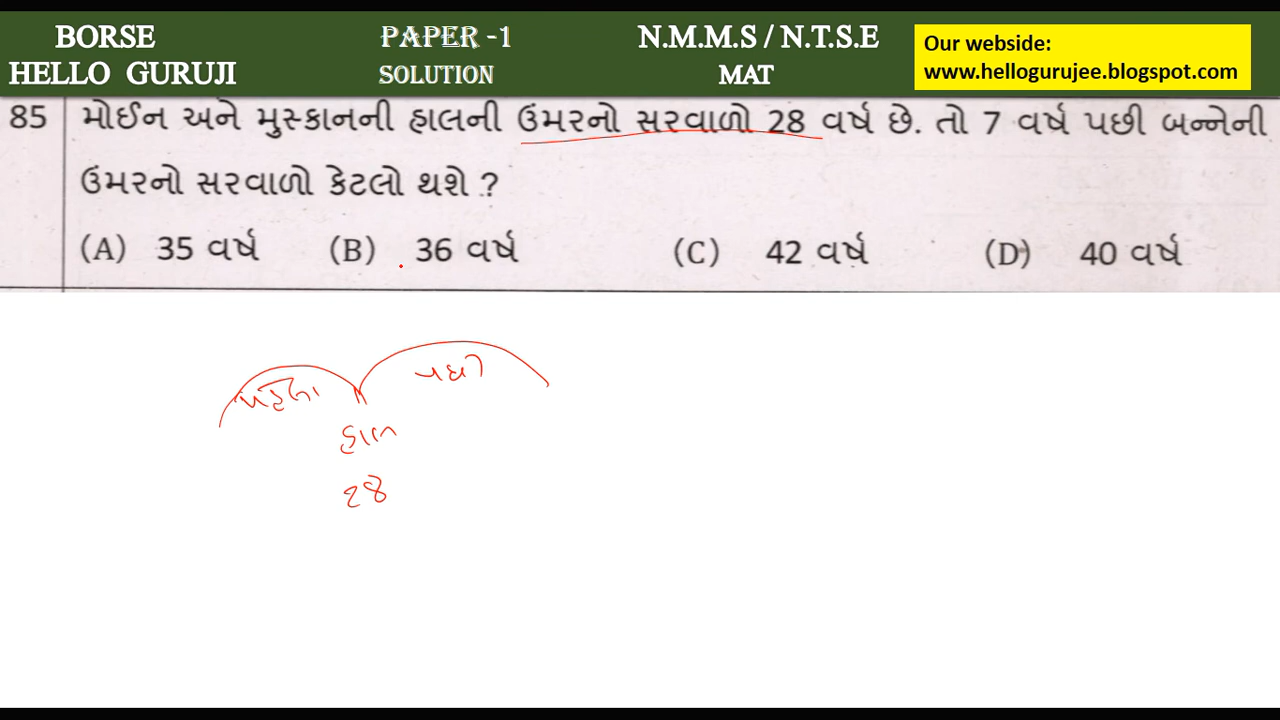 BORSE PAPER -1 N.M.M.S / N.T.S.E Our webside:
HELLO GURUJI SOLUTION MAT www.hellogurujee.blogspot.com
85 મોઈન અને મુસ્કાનની હાલની ઉંમરનો સરવાળો 28 વર્ષ છે. તો 7 વર્ષ પછી બન્નેની
ઉંમરનો સરવાળો કેટલો થશે ?
(A) 35 વર્ષ (B) 36 વર્ષ (C) 42 વર્ષ (D) 40 વર્ષ
પહેલા પછી
હાલ
28